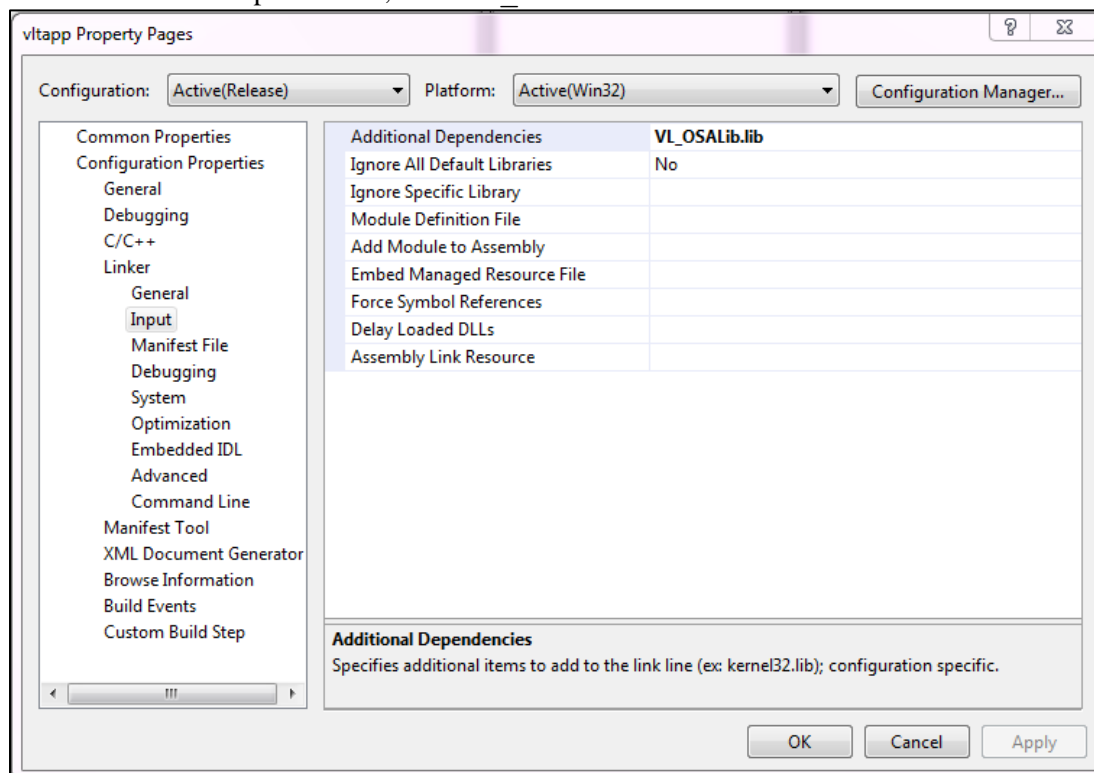 vltapp Property Pages
Configuration: Active(Release) Platform: Active(Win32) Configuration Manager...
Common Properties
Configuration Properties
General
Debugging
C/C++
Linker
General
Input
Manifest File
Debugging
System
Optimization
Embedded IDL
Advanced
Command Line
Manifest Tool
XML Document Generator
Browse Information
Build Events
Custom Build Step
Additional Dependencies VL_OSALib.lib
Ignore All Default Libraries No
Ignore Specific Library
Module Definition File
Add Module to Assembly
Embed Managed Resource File
Force Symbol References
Delay Loaded DLLs
Assembly Link Resource
Additional Dependencies
Specifies additional items to add to the link line (ex: kernel32.lib); configuration specific.
OK Cancel Apply